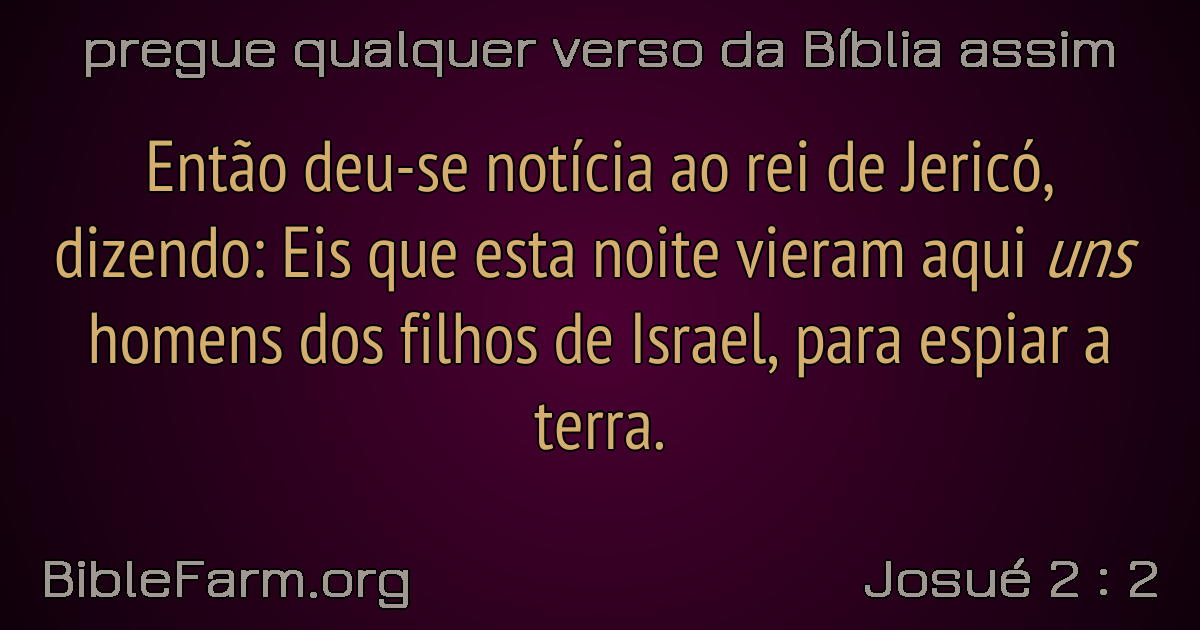 pregue qualquer verso da Bíblia assim
Então deu-se notícia ao rei de Jericó,
dizendo: Eis que esta noite vieram aqui uns
homens dos filhos de Israel, para espiar a
terra.
BibleFarm.org
Josué 2 : 2